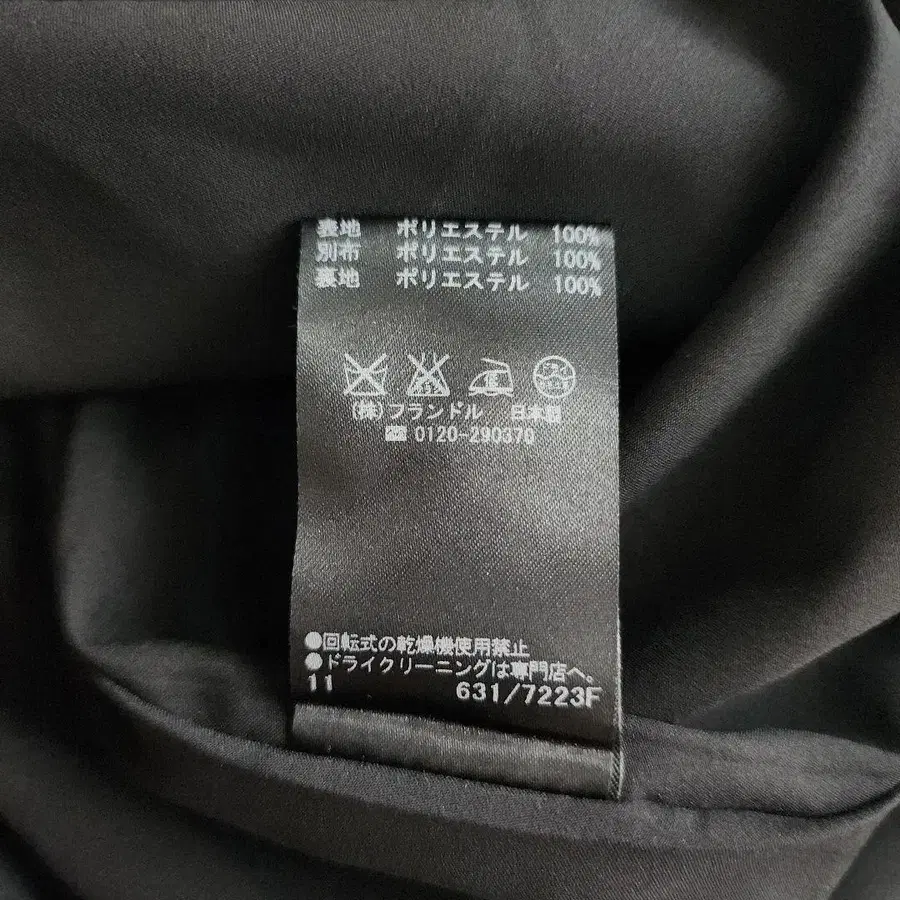 表地 ポリエステル 100%
別布 ポリエステル 100%
裏地 ポリエステル 100%
(株)フランドル 日本製
☎ 0120-290370
●回転式の乾燥機使用禁止
●ドライクリーニングは専門店へ。
11 631/7223F